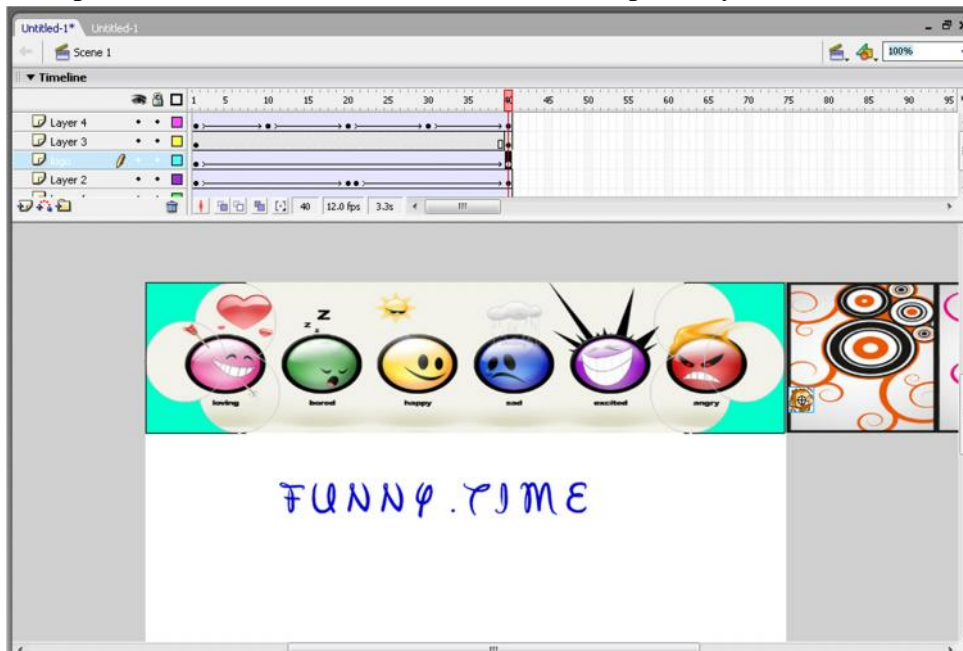 Untitled-1* Untitled-1
Scene 1
100%
Timeline
1 5 10 15 20 25 30 35 40 45 50 55 60 65 70 75 80 85 90 95
Layer 4
Layer 3
logo
Layer 2
40 12.0 fps 3.3s
z Z z
loving bored happy sad excited angry
FUNNY.TIME